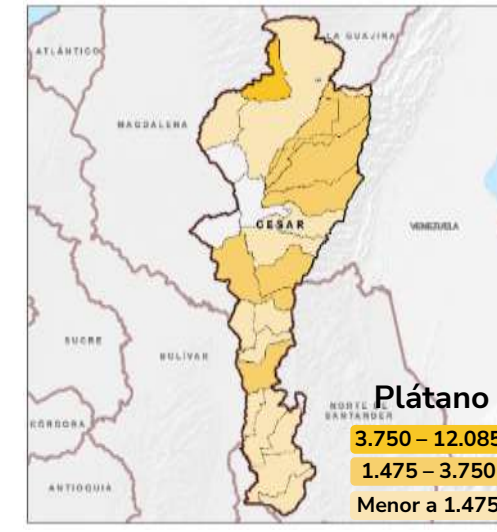 LA GUAJIRA
ATLÁNTICO
MAGDALENA
CESAR
VENEZUELA
SUCRE
BOLÍVAR
NORTE DE
SANTANDER
CÓRDOBA
ANTIOQUIA
Plátano
3.750 – 12.085
1.475 – 3.750
Menor a 1.475